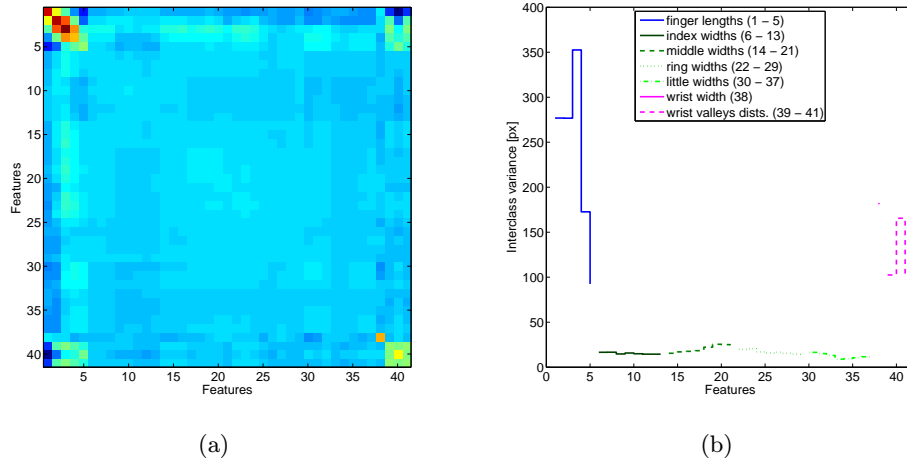 5
10
15
20
25
30
35
40
Features
5 10 15 20 25 30 35 40
Features
(a)
400
350
300
250
200
150
100
50
0
Interclass variance [px]
finger lengths (1 − 5)
index widths (6 − 13)
middle widths (14 − 21)
ring widths (22 − 29)
little widths (30 − 37)
wrist width (38)
wrist valleys dists. (39 − 41)
0 5 10 15 20 25 30 35 40
Features
(b)